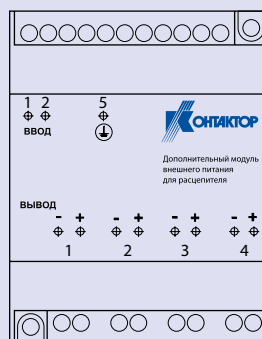 1 2 5
ВВОД
КОНТАКТОР
Дополнительный модуль
внешнего питания
для расцепителя
ВЫВОД
- + - + - + - +
1 2 3 4